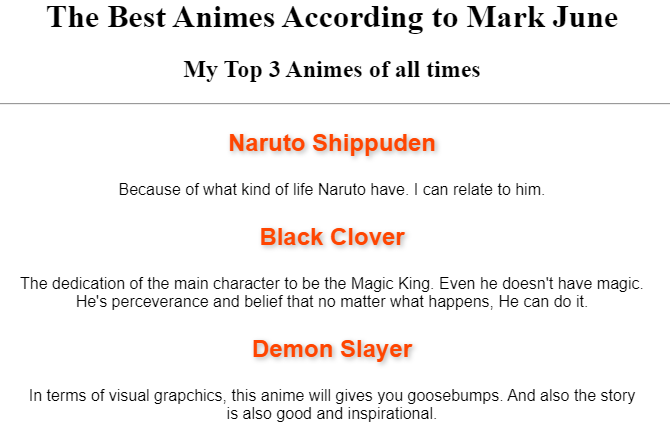 The Best Animes According to Mark June
My Top 3 Animes of all times
Naruto Shippuden
Because of what kind of life Naruto have. I can relate to him.
Black Clover
The dedication of the main character to be the Magic King. Even he doesn't have magic.
He's perceverance and belief that no matter what happens, He can do it.
Demon Slayer
In terms of visual grapchics, this anime will gives you goosebumps. And also the story
is also good and inspirational.